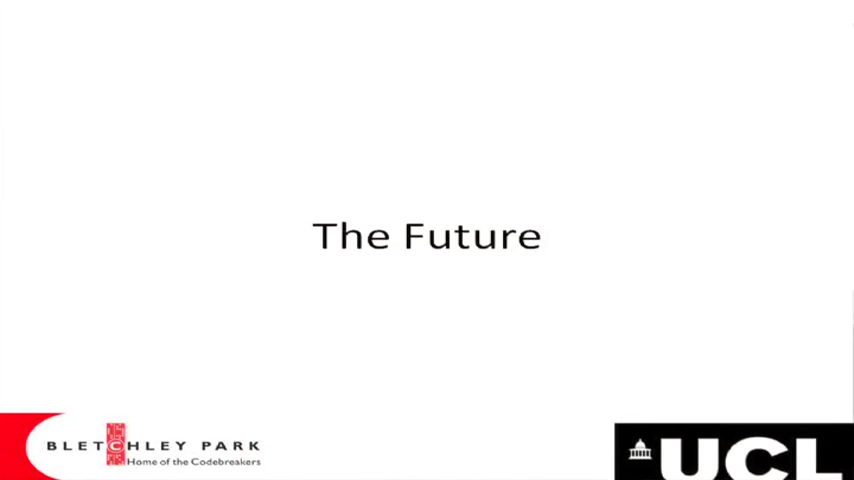 The Future
BLETCHLEY PARK
Home of the Codebreakers
UCL